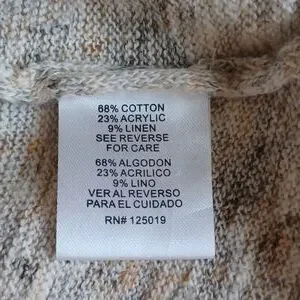 68% COTTON
23% ACRYLIC
9% LINEN
SEE REVERSE
FOR CARE
68% ALGODON
23% ACRILICO
9% LINO
VER AL REVERSO
PARA EL CUIDADO
RN# 125019